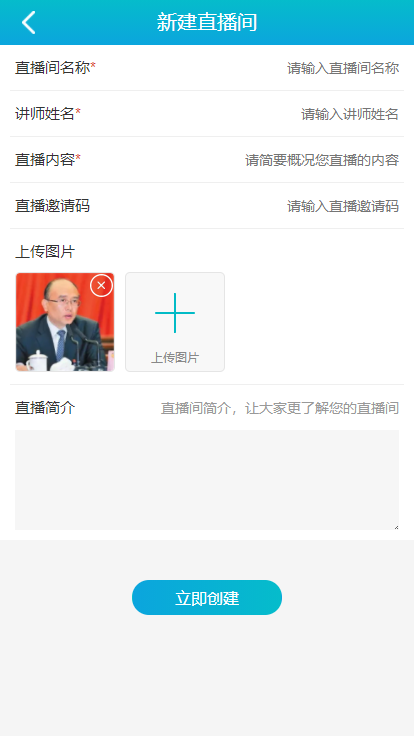 新建直播间
直播间名称* 请输入直播间名称
讲师姓名* 请输入讲师姓名
直播内容* 请简要概况您直播的内容
直播邀请码 请输入直播邀请码
上传图片
上传图片
直播简介 直播间简介，让大家更了解您的直播间
立即创建